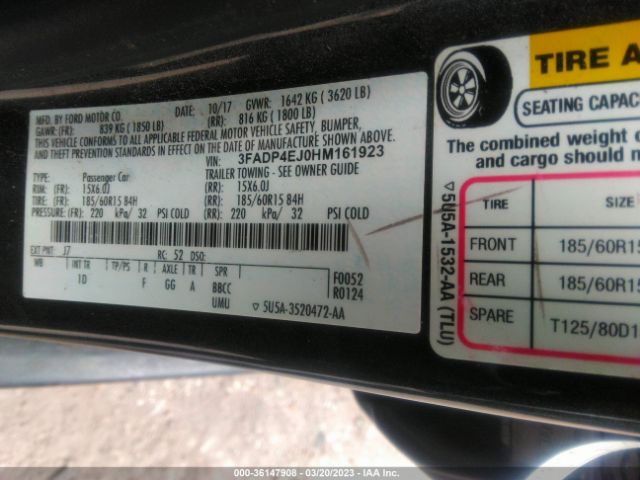 MFD. BY FORD MOTOR CO. DATE: 10/17 GVWR: 1642 KG ( 3620 LB)
GAWR: (FR): 839 KG ( 1850 LB) (RR): 816 KG ( 1800 LB)
THIS VEHICLE CONFORMS TO ALL APPLICABLE FEDERAL MOTOR VEHICLE SAFETY, BUMPER,
AND THEFT PREVENTION STANDARDS IN EFFECT ON THE DATE OF MANUFACTURE SHOWN ABOVE.
VIN: 3FADP4EJ0HM161923
TYPE: Passenger Car TRAILER TOWING - SEE OWNER GUIDE
RIM: (FR): 15X6.0J (RR): 15X6.0J
TIRE: (FR): 185/60R15 84H (RR): 185/60R15 84H
PRESSURE: (FR): 220 kPa/ 32 PSI COLD (RR): 220 kPa/ 32 PSI COLD
EXT PNT: J7 RC: 52 DSO:
WB INT TR TP/PS R AXLE TR SPR
1D F GG A BBCC
UMU
F0052
R0124
▽ 5U5A-3520472-AA
▽ 5U5A-1532-AA (TLU)
TIRE A
SEATING CAPAC
The combined weight
and cargo should
TIRE SIZE
FRONT 185/60R1
REAR 185/60R15
SPARE T125/80D1
000-36147908 - 03/20/2023 - IAA Inc.